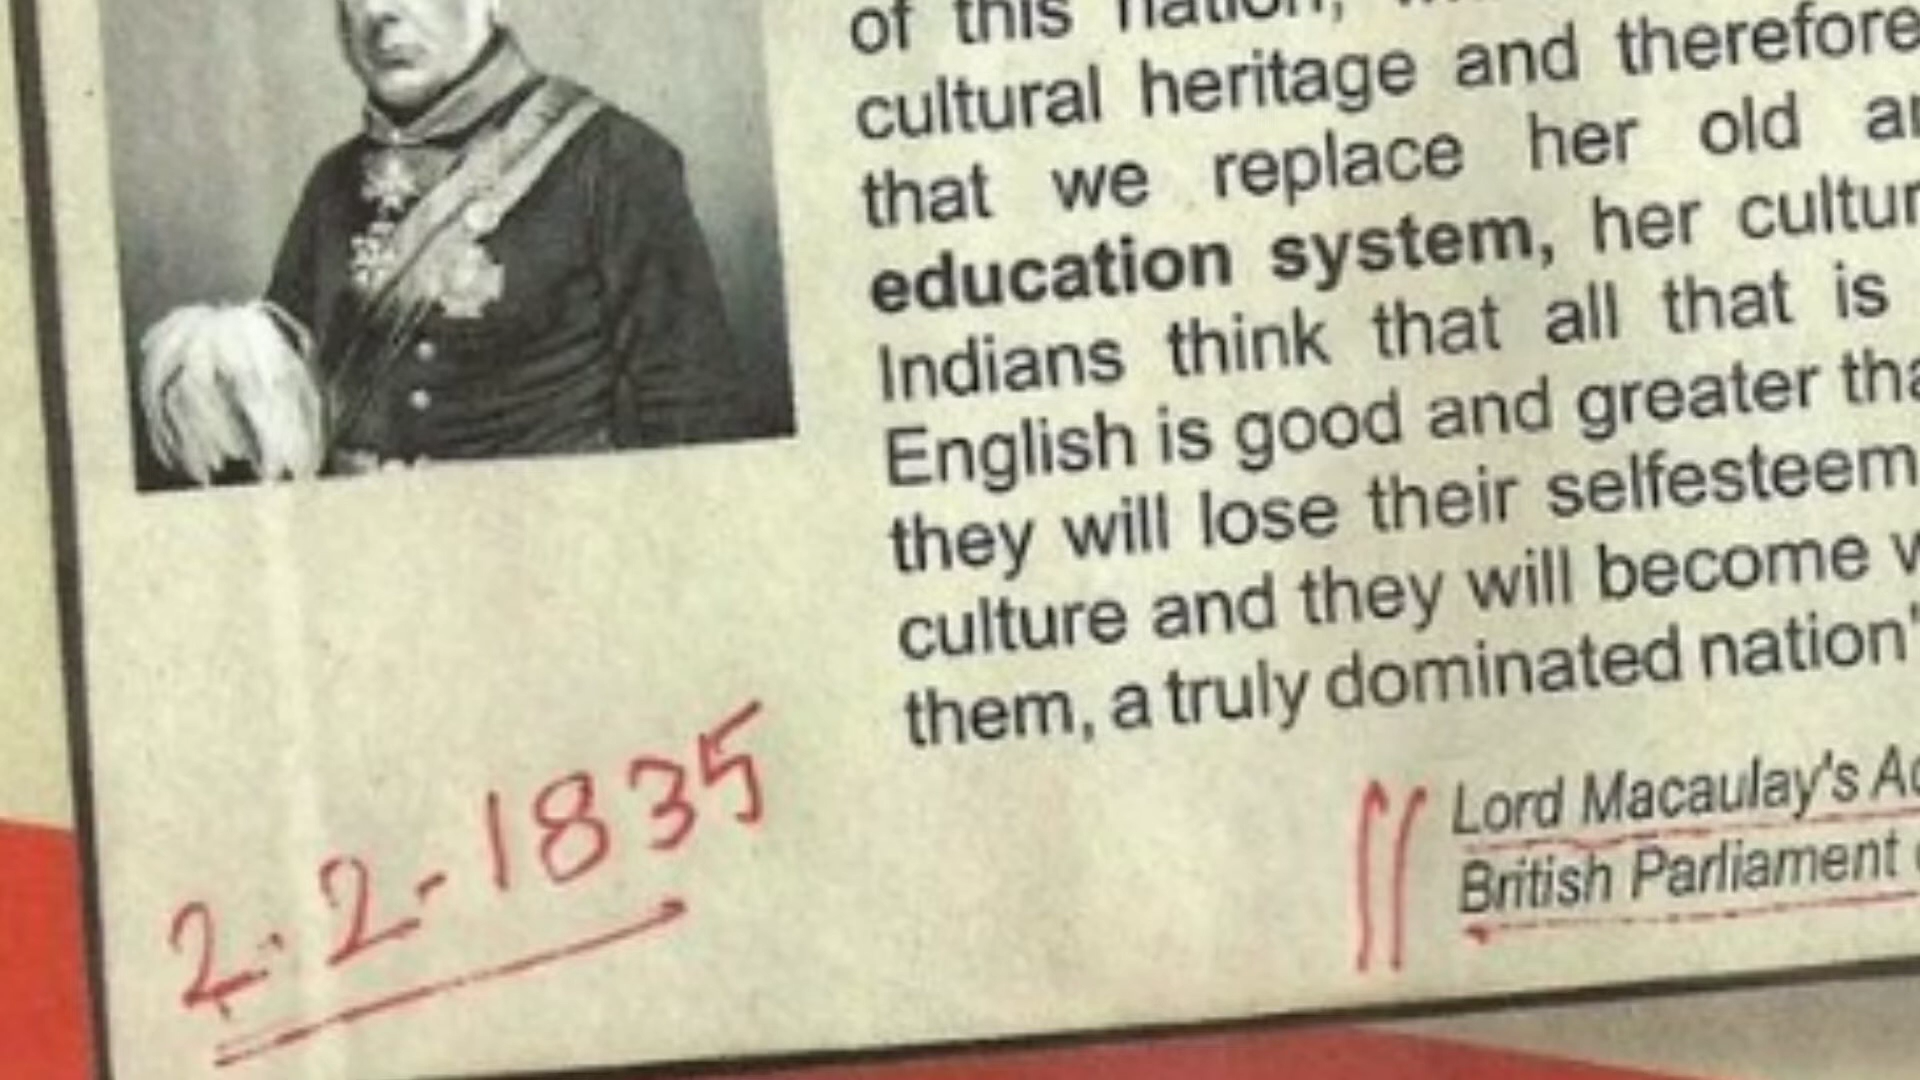 of this nation,
cultural heritage and therefore
that we replace her old
education system, her
Indians think that all that is
English is good and greater
they will lose their selfesteem
culture and they will become
them, a truly dominated nation"
Lord Macaulay's
British Parliament
2-2-1835